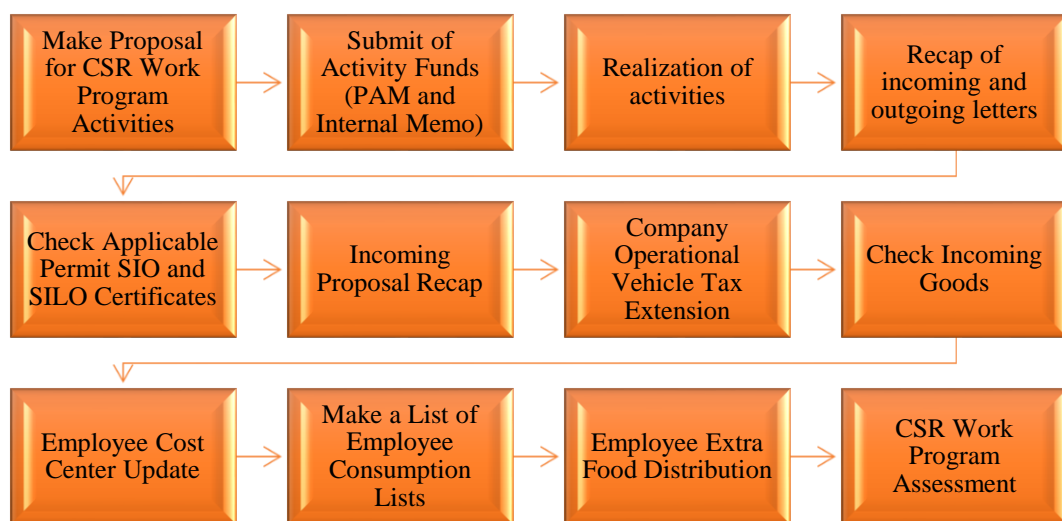 Make Proposal
for CSR Work
Program
Activities
Submit of
Activity Funds
(PAM and
Internal Memo)
Realization of
activities
Recap of
incoming and
outgoing letters
Check Applicable
Permit SIO and
SILO Certificates
Incoming
Proposal Recap
Company
Operational
Vehicle Tax
Extension
Check Incoming
Goods
Employee Cost
Center Update
Make a List of
Employee
Consumption
Lists
Employee Extra
Food Distribution
CSR Work
Program
Assessment